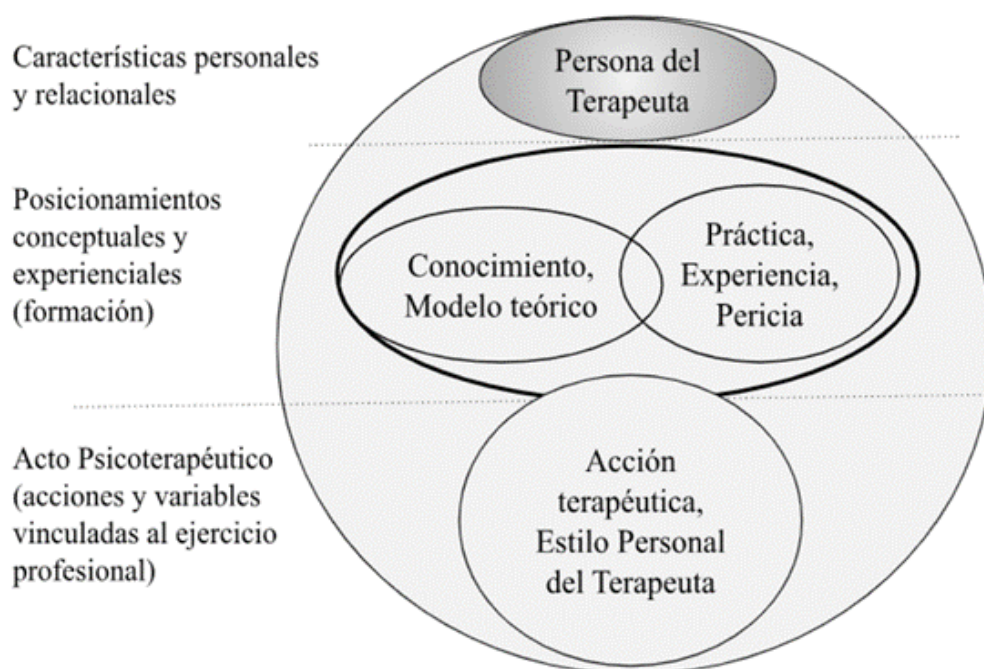 Características personales
y relacionales
Persona del
Terapeuta
Posicionamientos
conceptuales y
experienciales
(formación)
Conocimiento,
Modelo teórico
Práctica,
Experiencia,
Pericia
Acto Psicoterapéutico
(acciones y variables
vinculadas al ejercicio
profesional)
Acción
terapéutica,
Estilo Personal
del Terapeuta